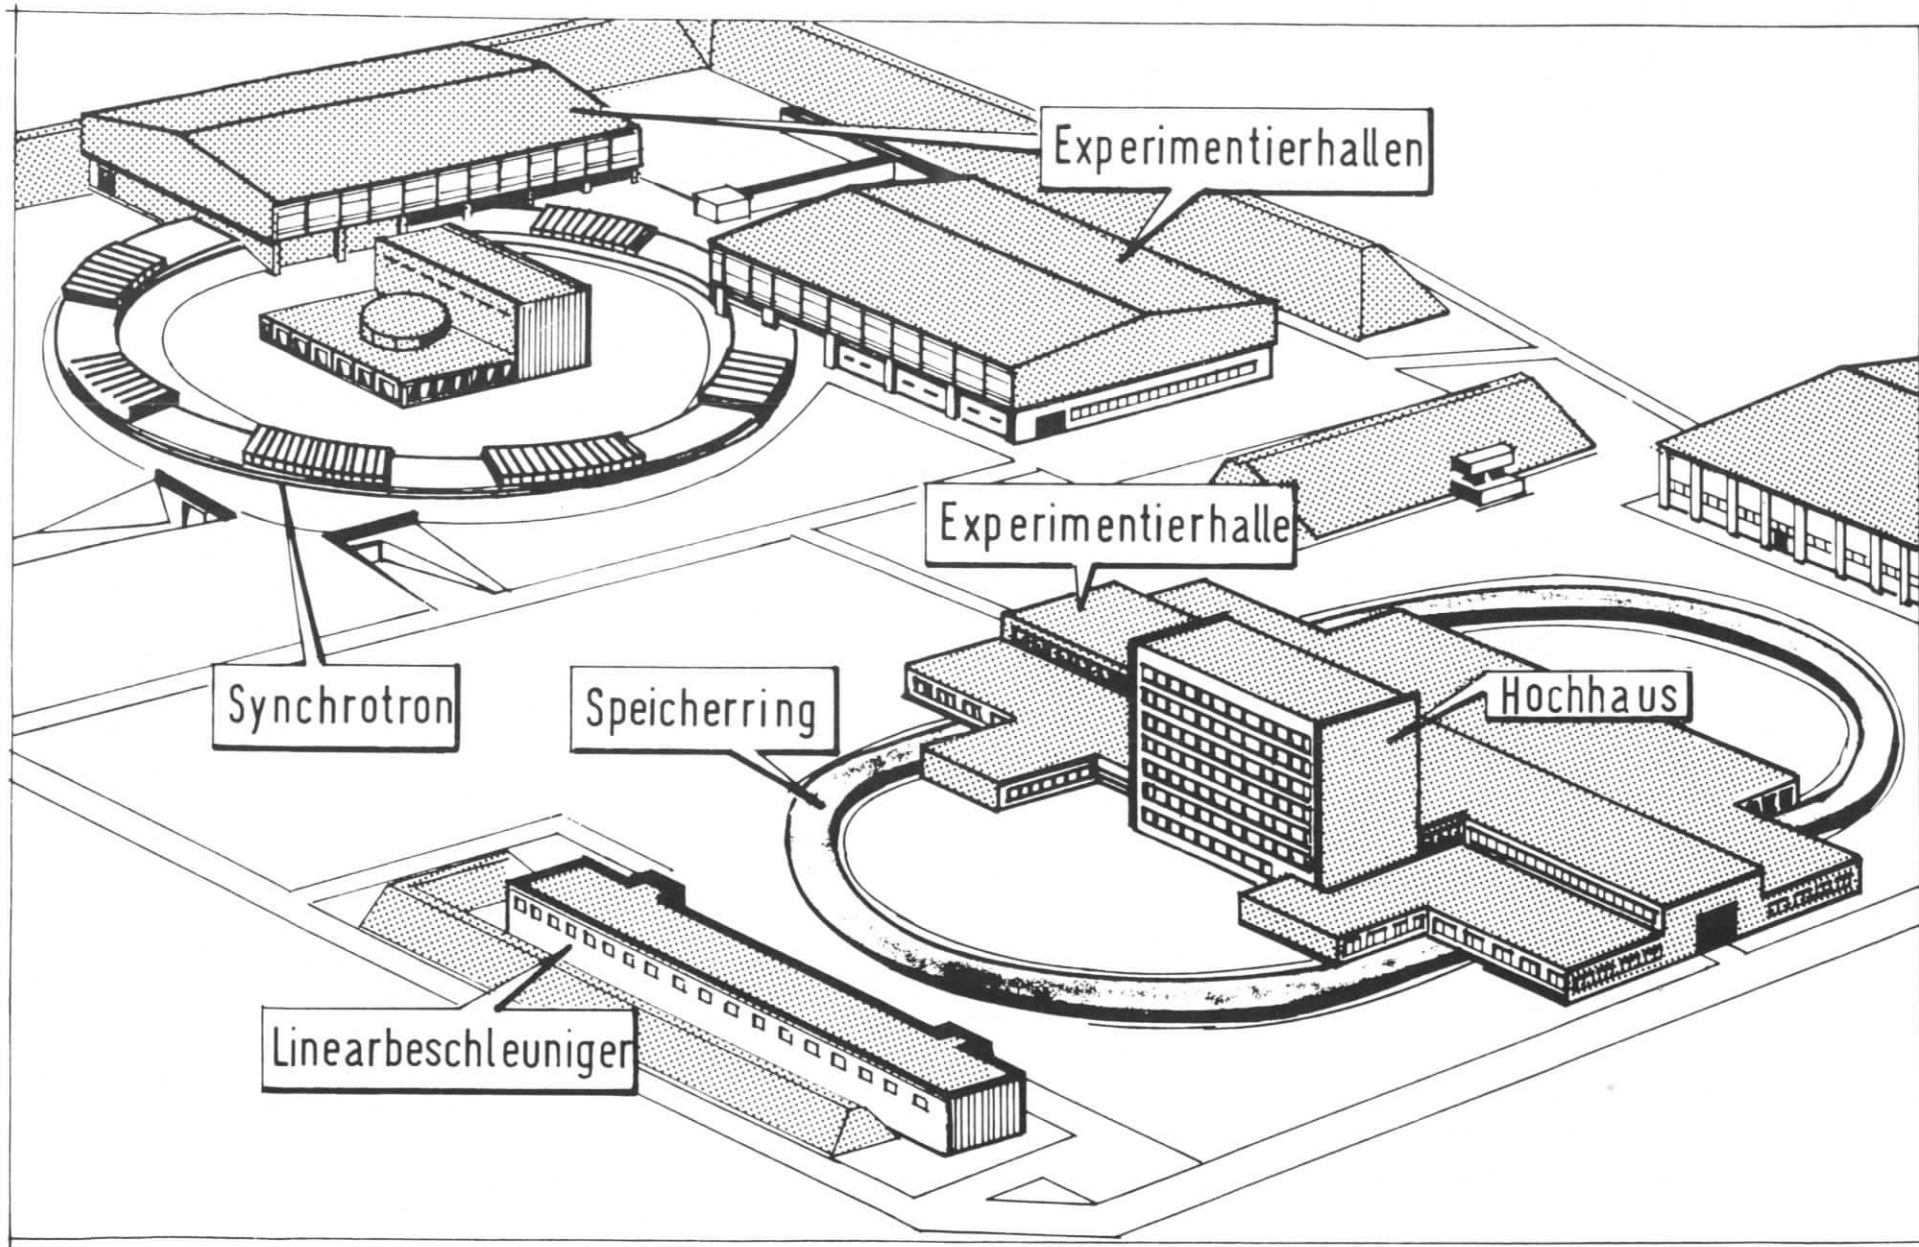 Experimentierhallen
Experimentierhalle
Synchrotron
Speicherring
Hochhaus
Linearbeschleuniger